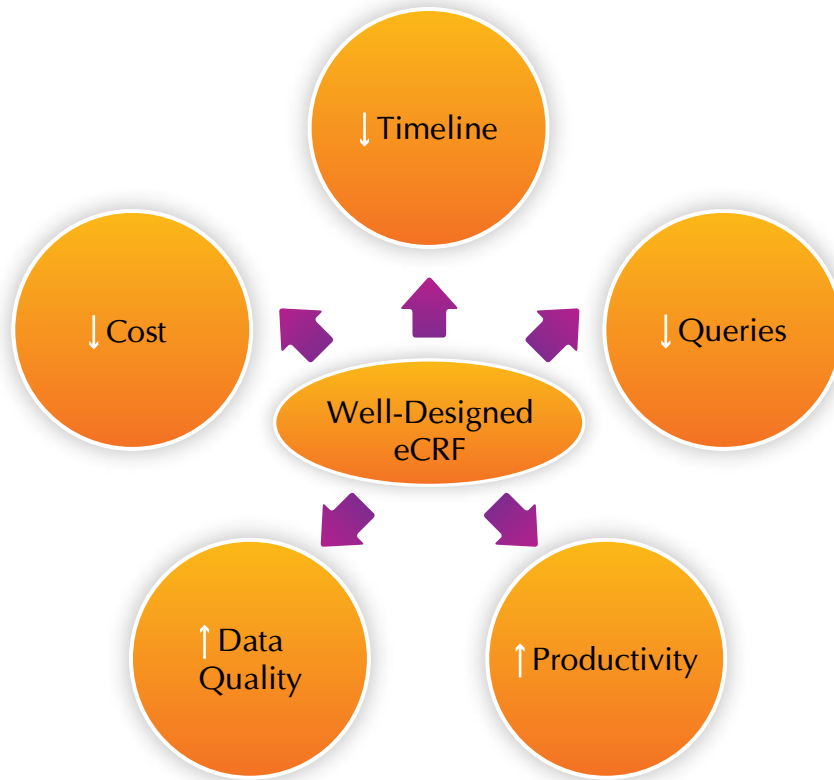 ↓ Timeline
↓ Cost
↓ Queries
Well-Designed
eCRF
↑ Data
Quality
↑ Productivity